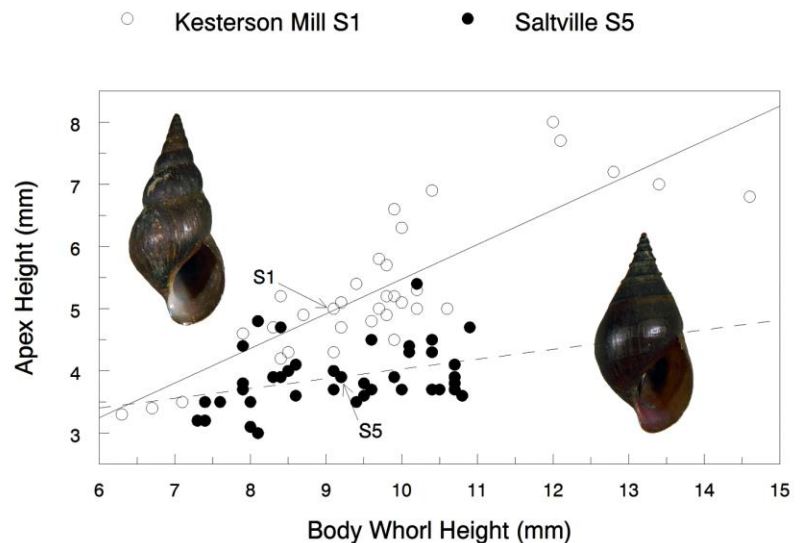 Kesterson Mill S1
Saltville S5
Apex Height (mm)
8
7
6
5
4
3
S1
S5
6 7 8 9 10 11 12 13 14 15
Body Whorl Height (mm)